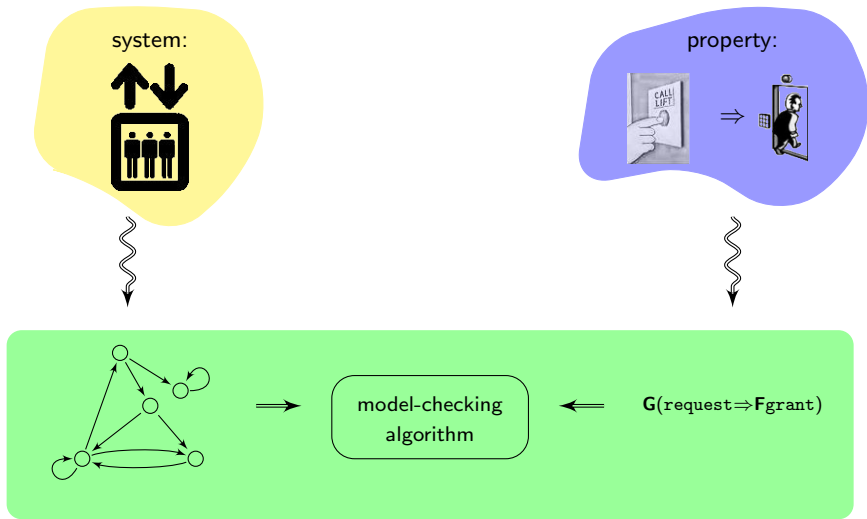 system:
property:
CALL
LIFT
⇒
model-checking
algorithm
G(request⇒Fgrant)